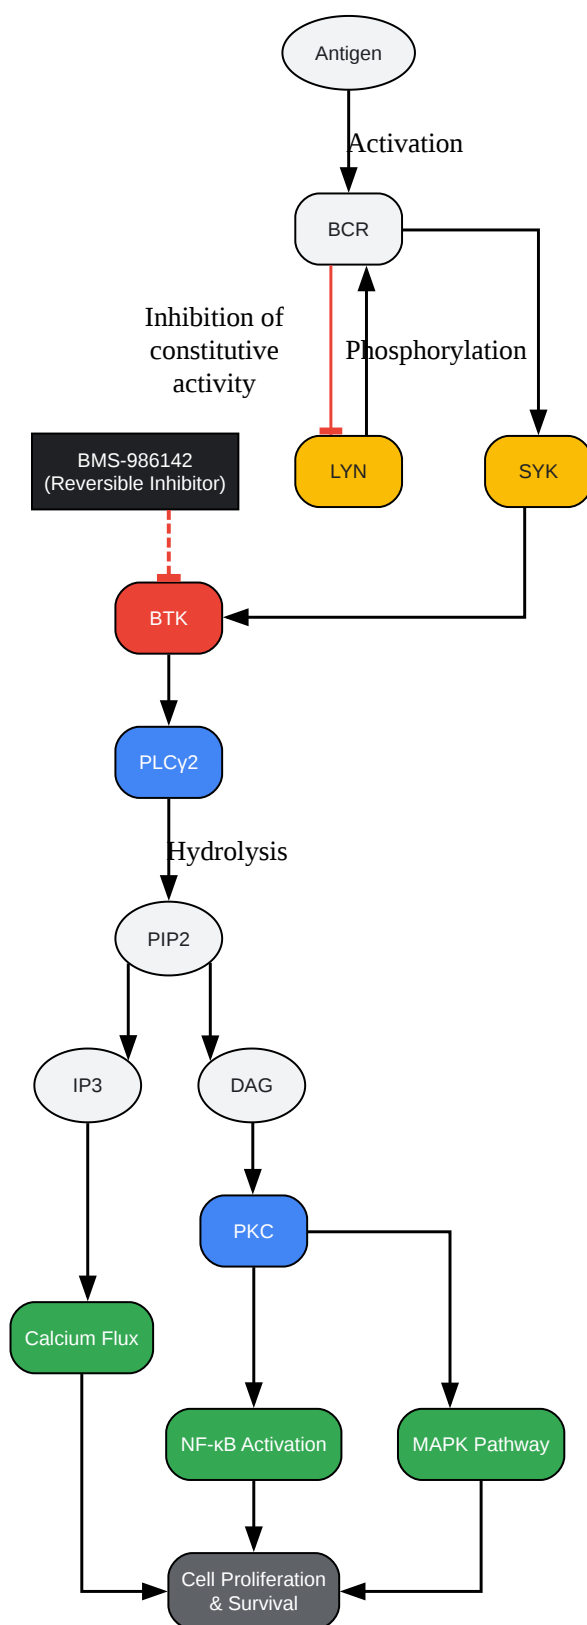 Antigen
Activation
BCR
Inhibition of
constitutive
activity
Phosphorylation
BMS-986142
(Reversible Inhibitor)
LYN
SYK
BTK
PLCγ2
Hydrolysis
PIP2
IP3
DAG
PKC
Calcium Flux
NF-κB Activation
MAPK Pathway
Cell Proliferation
& Survival